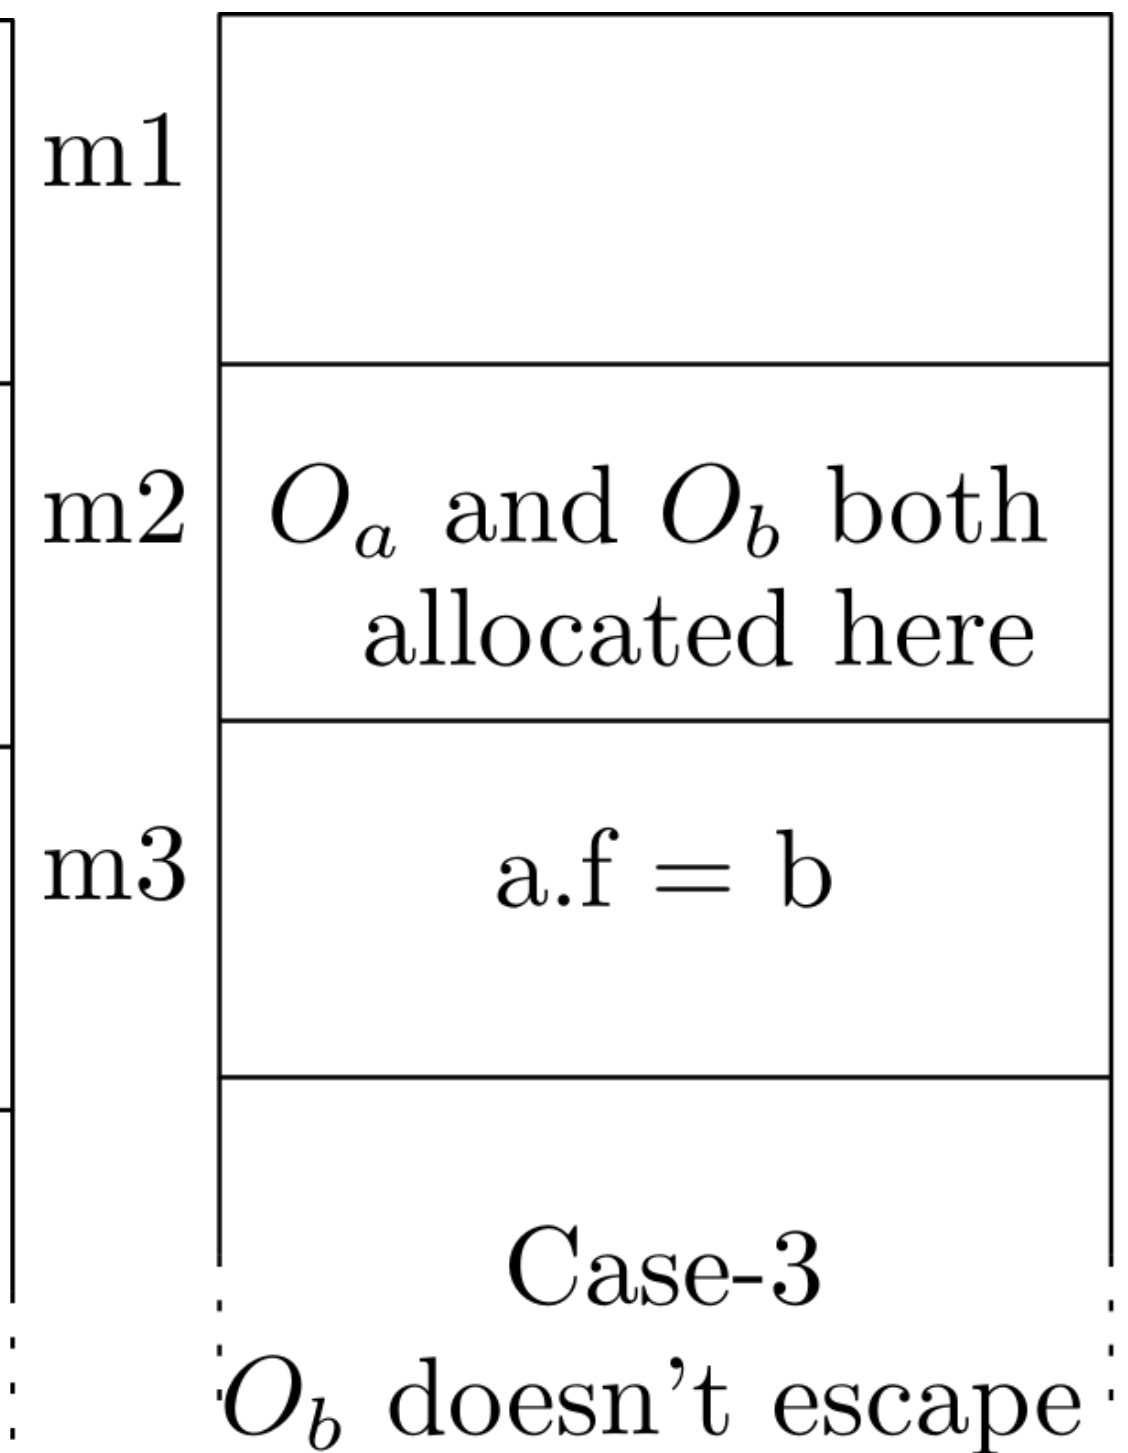 m1
m2
O_a and O_b both
allocated here
m3
a.f = b
Case-3
O_b doesn't escape